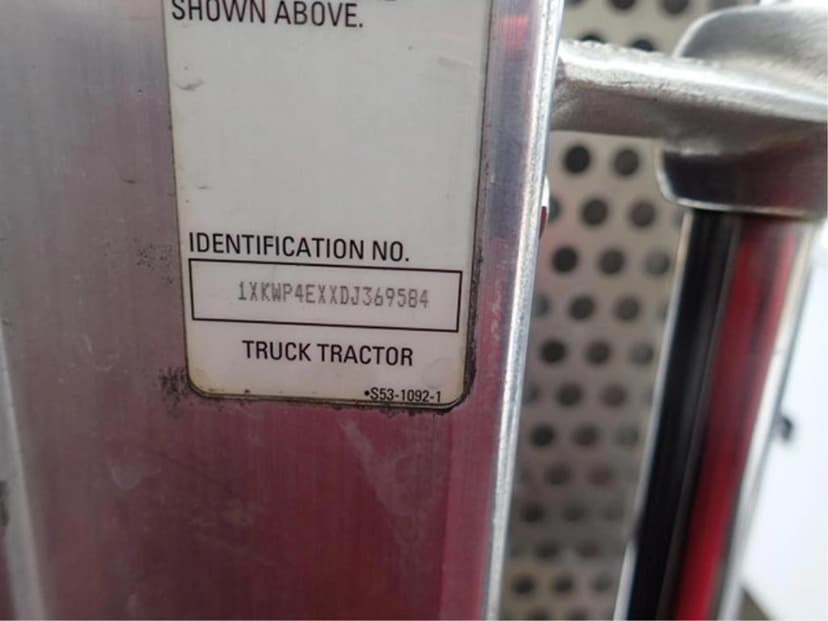 SHOWN ABOVE.
IDENTIFICATION NO.
1XKWP4EXXDJ369584
TRUCK TRACTOR
•S53-1092-1